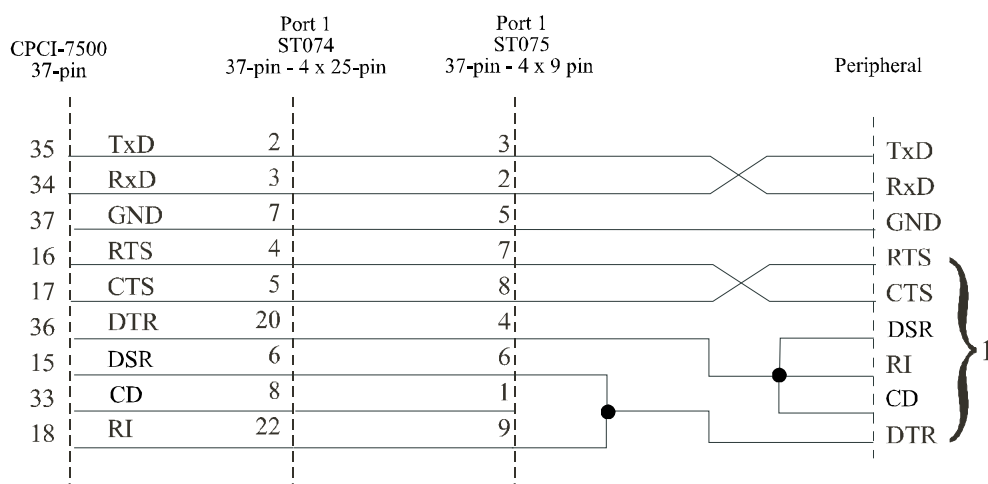 CPCI-7500
37-pin
Port 1
ST074
37-pin - 4 x 25-pin
Port 1
ST075
37-pin - 4 x 9 pin
Peripheral
35 TxD 2 3 TxD
34 RxD 3 2 RxD
37 GND 7 5 GND
16 RTS 4 7 RTS
17 CTS 5 8 CTS
36 DTR 20 4 DSR
15 DSR 6 6 RI
33 CD 8 1 CD
18 RI 22 9 DTR
1